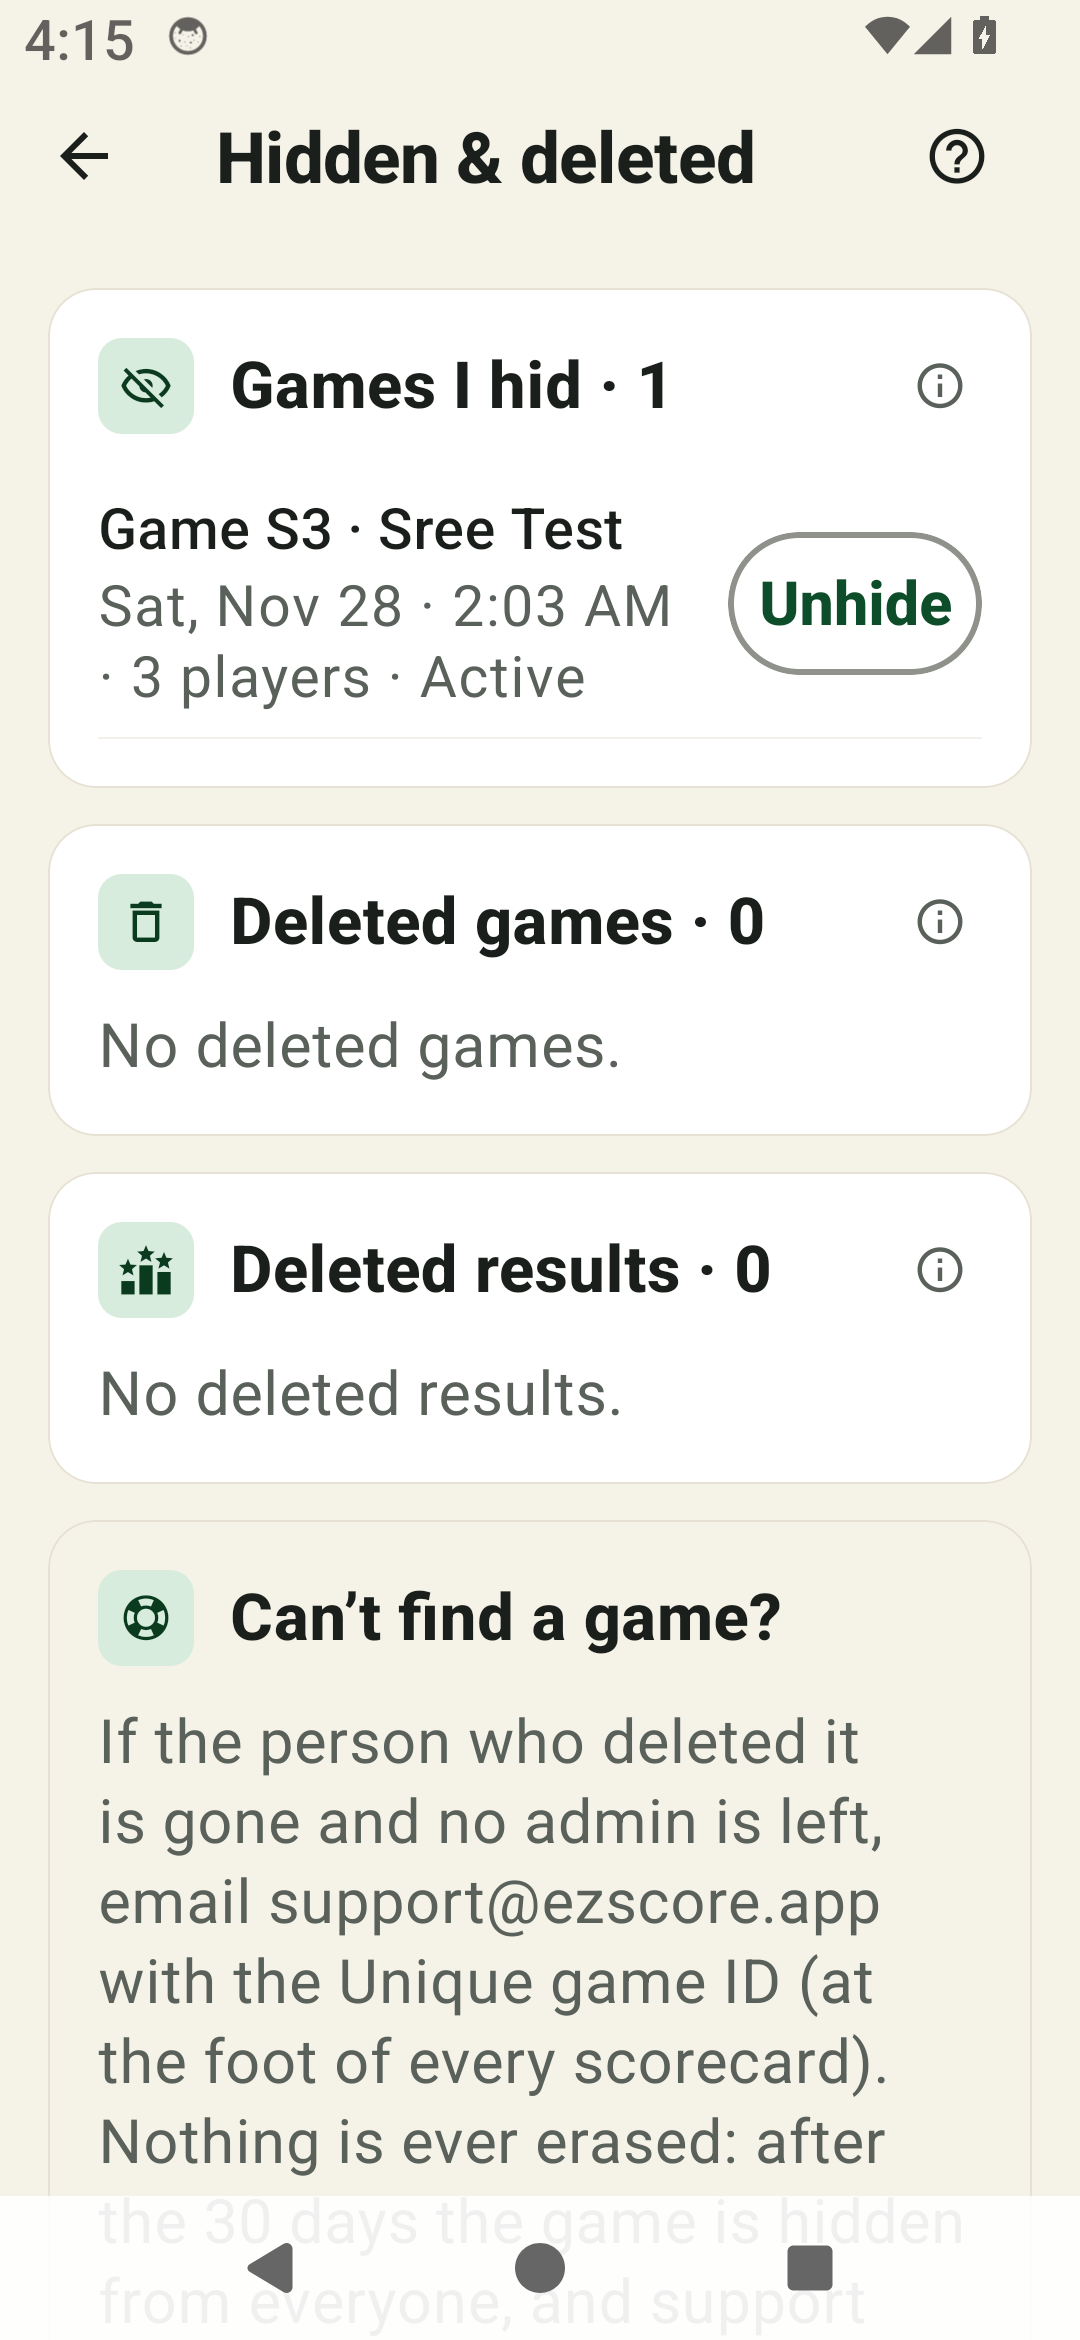 4:15
Hidden & deleted
Games I hid · 1
Game S3 · Sree Test
Sat, Nov 28 · 2:03 AM
· 3 players · Active
Unhide
Deleted games · 0
No deleted games.
Deleted results · 0
No deleted results.
Can’t find a game?
If the person who deleted it
is gone and no admin is left,
email support@ezscore.app
with the Unique game ID (at
the foot of every scorecard).
Nothing is ever erased: after
the 30 days the game is hidden
from everyone, and support